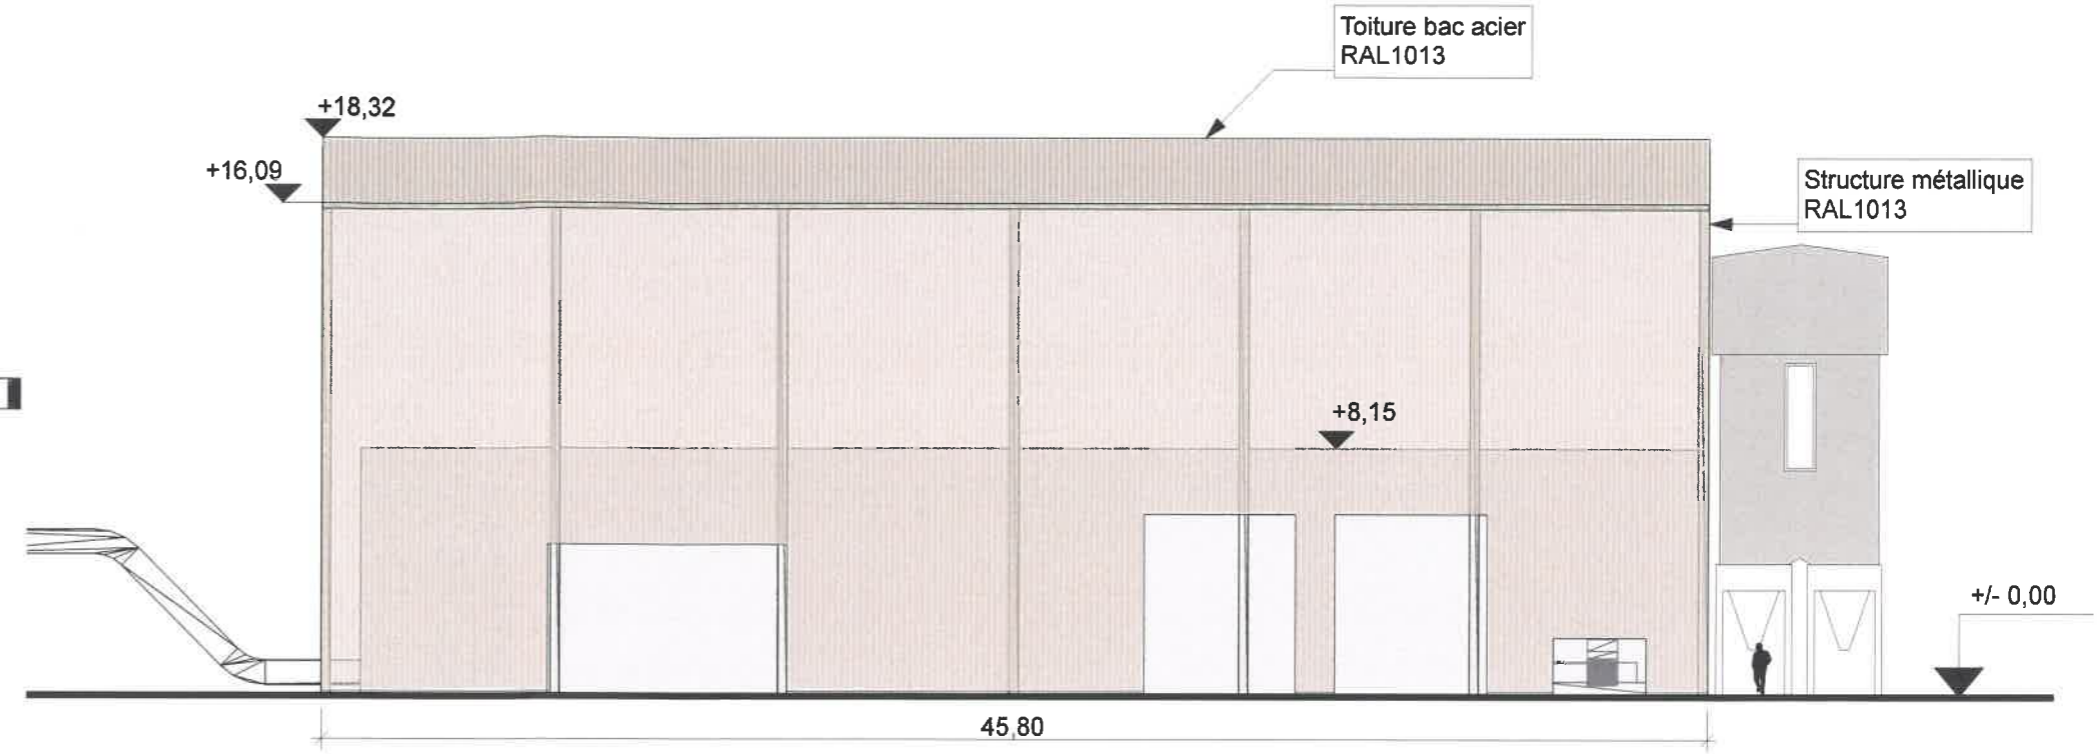 Toiture bac acier
RAL1013
+18,32
+16,09
Structure métallique
RAL1013
+8,15
+/- 0,00
45,80